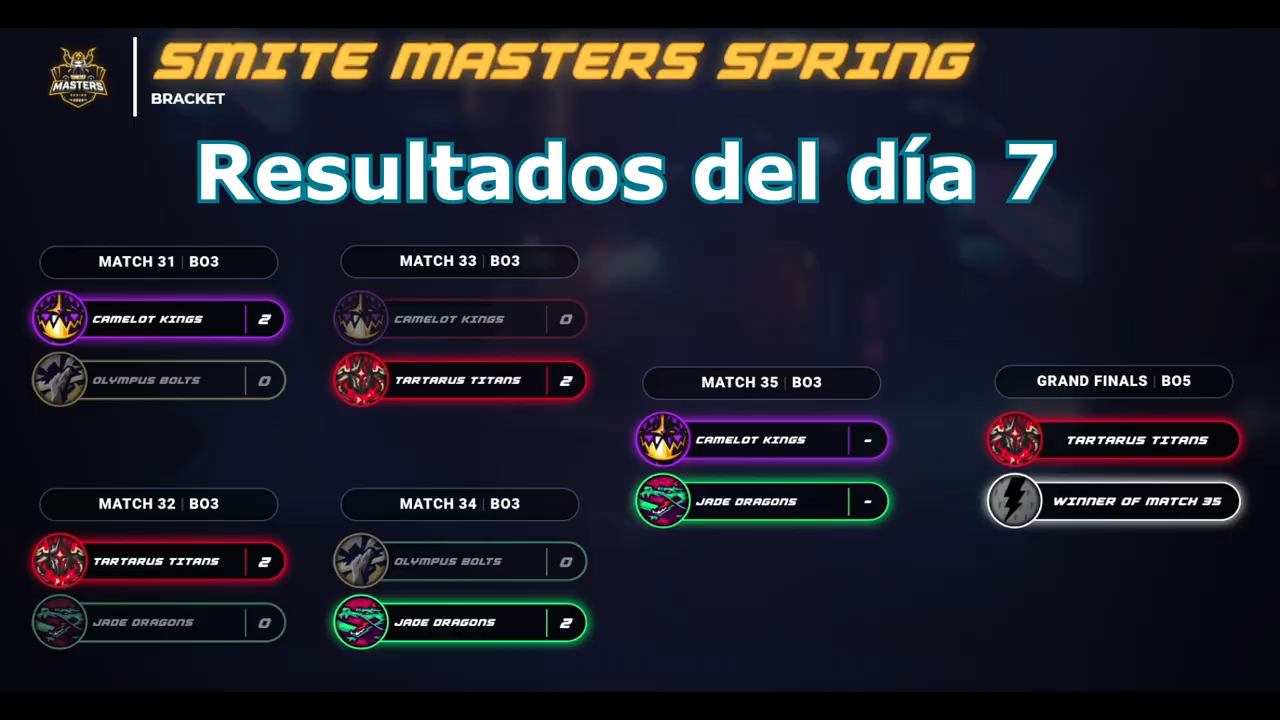 SMITE MASTERS SPRING
BRACKET
MASTERS
Resultados del día 7
MATCH 31 | BO3
CAMELOT KINGS 2
OLYMPUS BOLTS 0
MATCH 33 | BO3
CAMELOT KINGS 0
TARTARUS TITANS 2
MATCH 32 | BO3
TARTARUS TITANS 2
JADE DRAGONS 0
MATCH 34 | BO3
OLYMPUS BOLTS 0
JADE DRAGONS 2
MATCH 35 | BO3
CAMELOT KINGS -
JADE DRAGONS -
GRAND FINALS | BO5
TARTARUS TITANS
WINNER OF MATCH 35